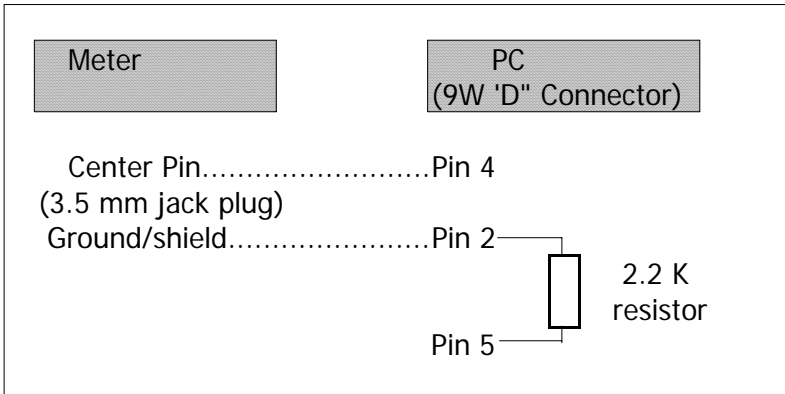 Meter PC
(9W 'D" Connector)
Center Pin..........................Pin 4
(3.5 mm jack plug)
Ground/shield.......................Pin 2
2.2 K
resistor
Pin 5